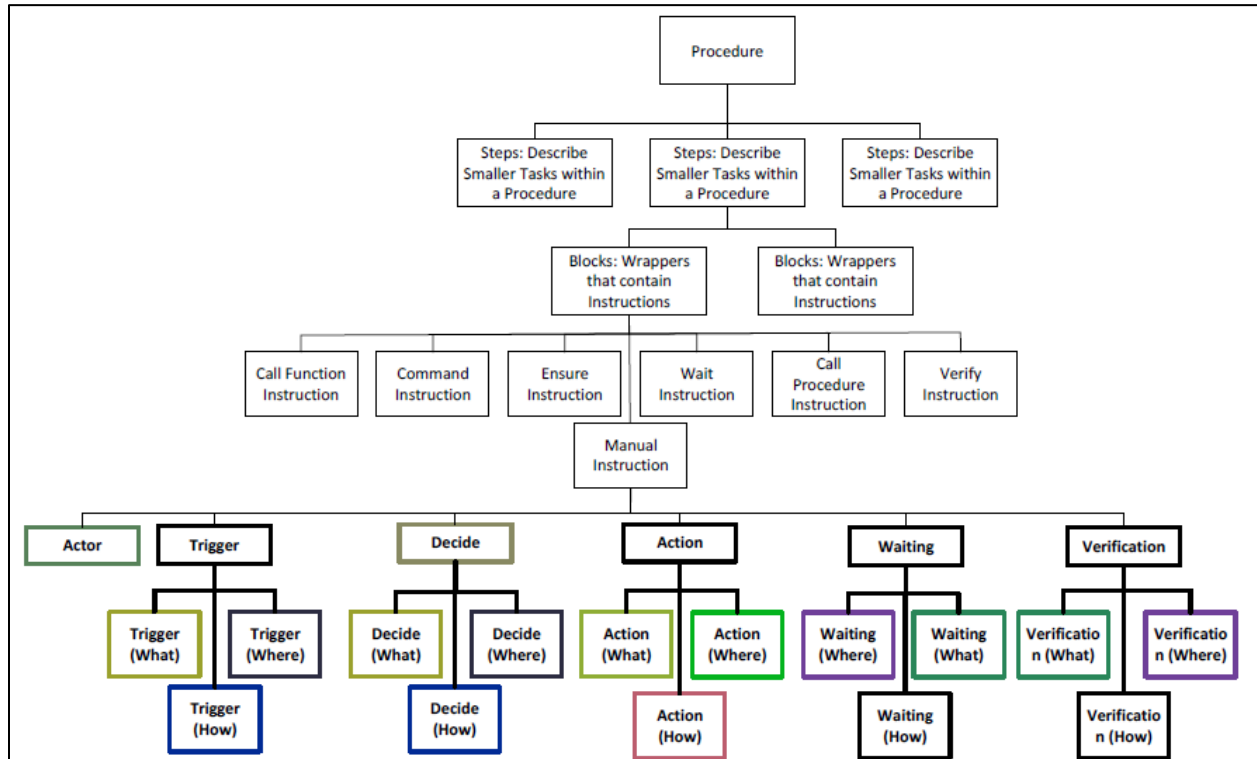 Procedure
Steps: Describe
Smaller Tasks within
a Procedure
Steps: Describe
Smaller Tasks within
a Procedure
Steps: Describe
Smaller Tasks within
a Procedure
Blocks: Wrappers
that contain
Instructions
Blocks: Wrappers
that contain
Instructions
Call Function
Instruction
Command
Instruction
Ensure
Instruction
Wait
Instruction
Call
Procedure
Instruction
Verify
Instruction
Manual
Instruction
Actor
Trigger
Decide
Action
Waiting
Verification
Trigger
(What)
Trigger
(Where)
Decide
(What)
Decide
(Where)
Action
(What)
Action
(Where)
Waiting
(Where)
Waiting
(What)
Verificatio
n (What)
Verificatio
n (Where)
Trigger
(How)
Decide
(How)
Action
(How)
Waiting
(How)
Verificatio
n (How)